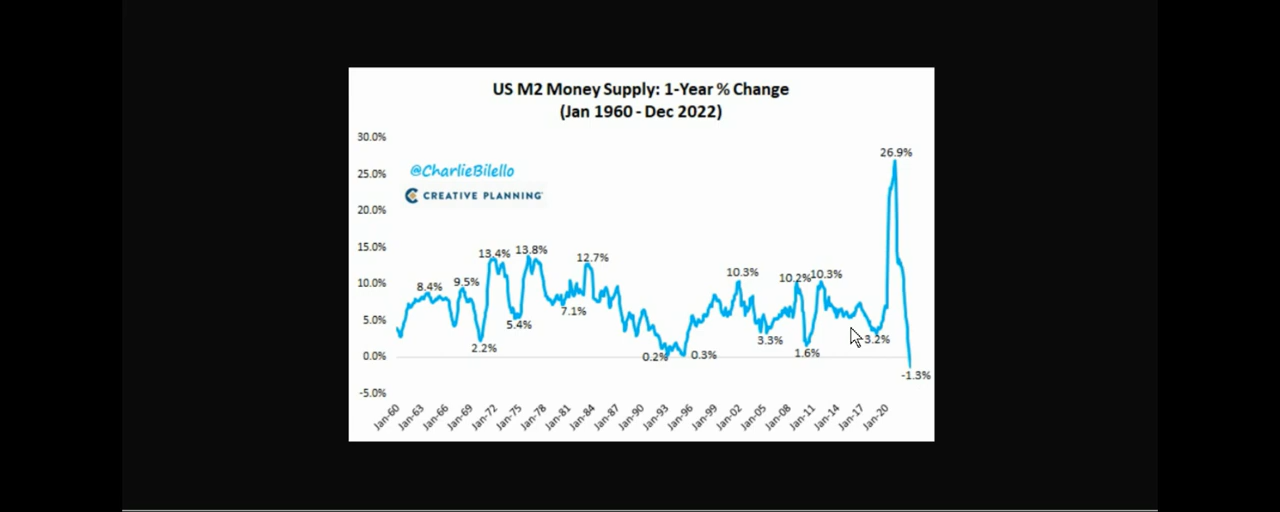 US M2 Money Supply: 1-Year % Change
(Jan 1960 - Dec 2022)
30.0%
25.0%
20.0%
15.0%
10.0%
5.0%
0.0%
-5.0%
@CharlieBilello
CREATIVE PLANNING
8.4%
9.5%
2.2%
13.4%
5.4%
13.8%
7.1%
12.7%
0.2%
0.3%
10.3%
3.3%
10.2%
1.6%
10.3%
3.2%
26.9%
-1.3%
Jan-60
Jan-63
Jan-66
Jan-69
Jan-72
Jan-75
Jan-78
Jan-81
Jan-84
Jan-87
Jan-90
Jan-93
Jan-96
Jan-99
Jan-02
Jan-05
Jan-08
Jan-11
Jan-14
Jan-17
Jan-20